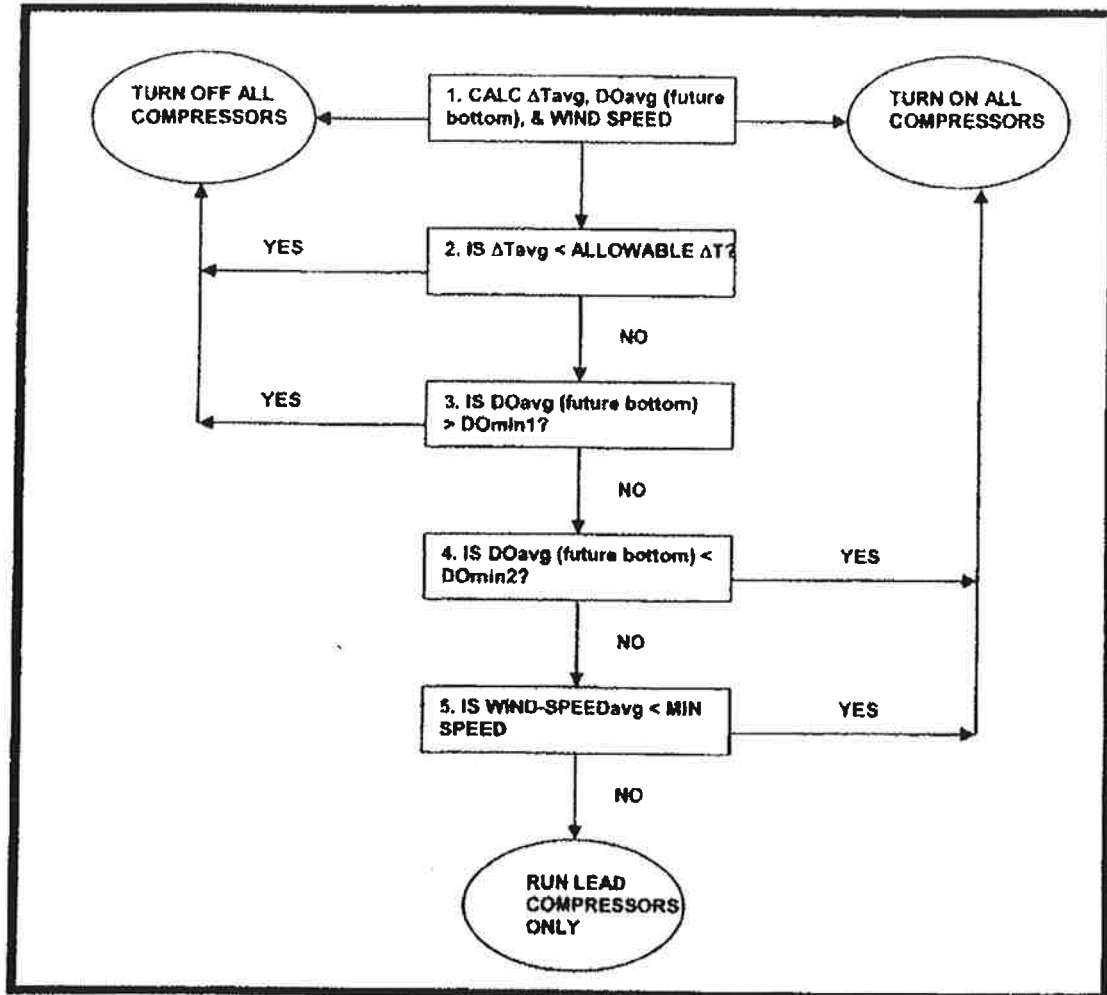 TURN OFF ALL
COMPRESSORS
1. CALC ΔTavg, DOavg (future
bottom), & WIND SPEED
TURN ON ALL
COMPRESSORS
YES
2. IS ΔTavg < ALLOWABLE ΔT?
NO
YES
3. IS DOavg (future bottom)
> DOmin1?
NO
4. IS DOavg (future bottom) <
DOmin2?
YES
NO
5. IS WIND-SPEEDavg < MIN
SPEED
YES
NO
RUN LEAD
COMPRESSORS
ONLY